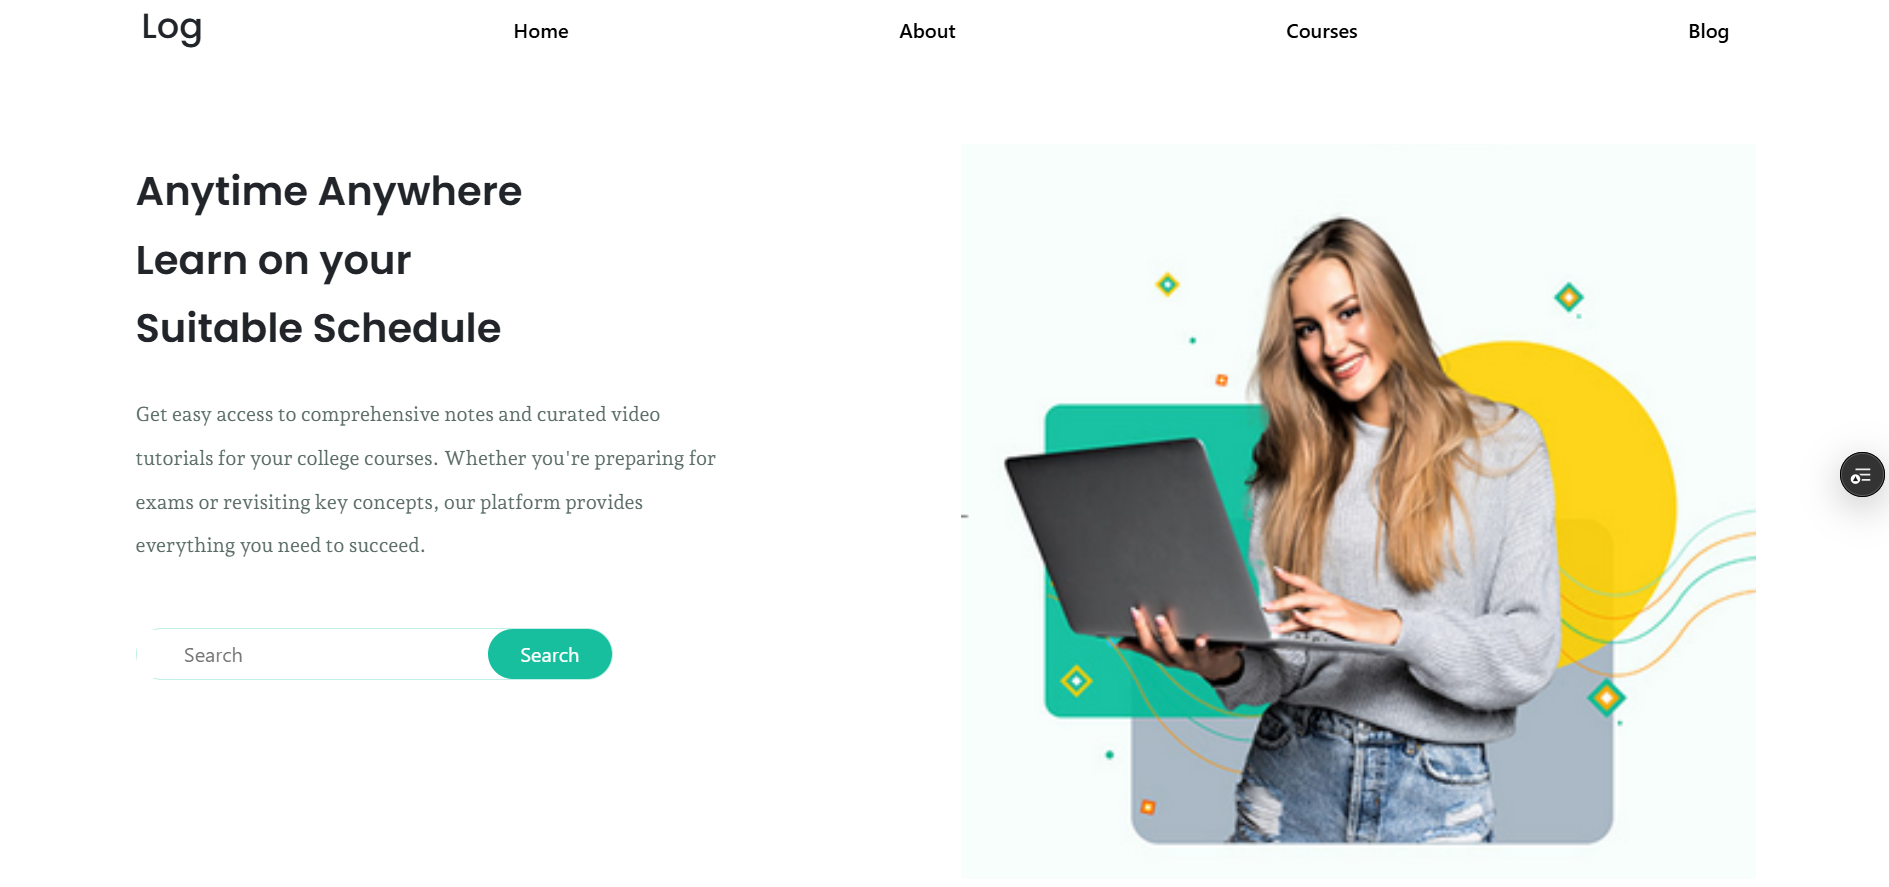 Log
Home
About
Courses
Blog
Anytime Anywhere
Learn on your
Suitable Schedule
Get easy access to comprehensive notes and curated video
tutorials for your college courses. Whether you're preparing for
exams or revisiting key concepts, our platform provides
everything you need to succeed.
Search
Search